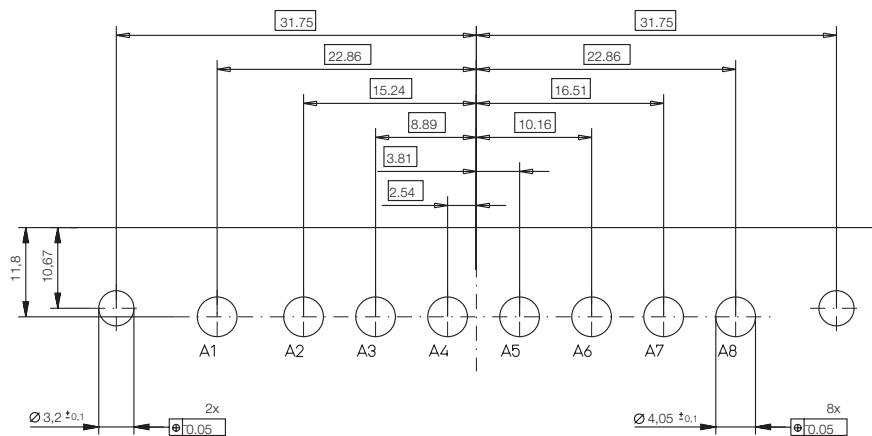 31.75 31.75
22.86 22.86
15.24 16.51
8.89 10.16
3.81
2.54
11,8
10,67
A1 A2 A3 A4 A5 A6 A7 A8
2x 8x
Ø 3,2 ±0,1 Ø 4,05 ±0,1
⌖ 0.05 ⌖ 0.05